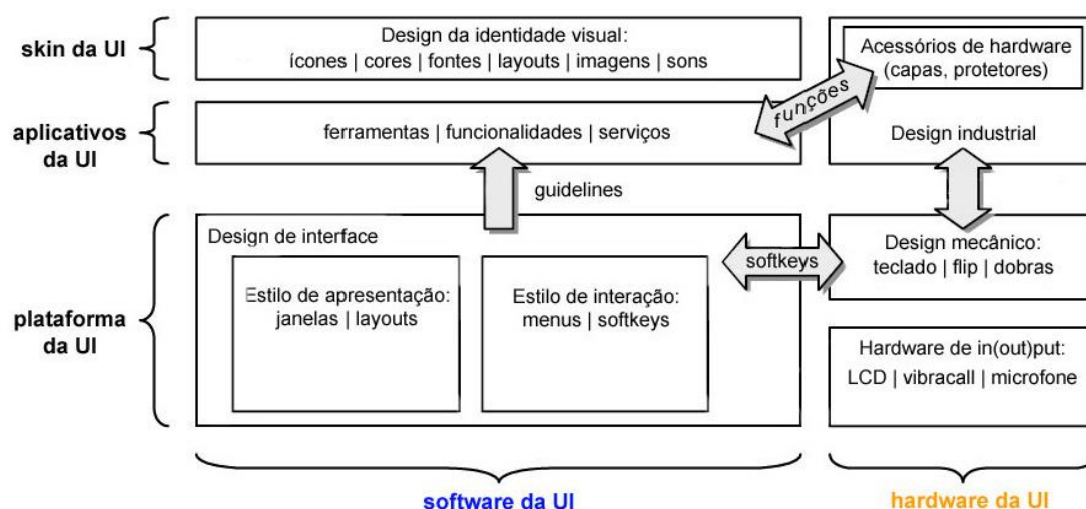 skin da UI
Design da identidade visual:
ícones | cores | fontes | layouts | imagens | sons
Acessórios de hardware
(capas, protetores)
funções
aplicativos
da UI
ferramentas | funcionalidades | serviços
Design industrial
guidelines
plataforma
da UI
Design de interface
Estilo de apresentação:
janelas | layouts
Estilo de interação:
menus | softkeys
softkeys
Design mecânico:
teclado | flip | dobras
Hardware de in(out)put:
LCD | vibracall | microfone
software da UI
hardware da UI